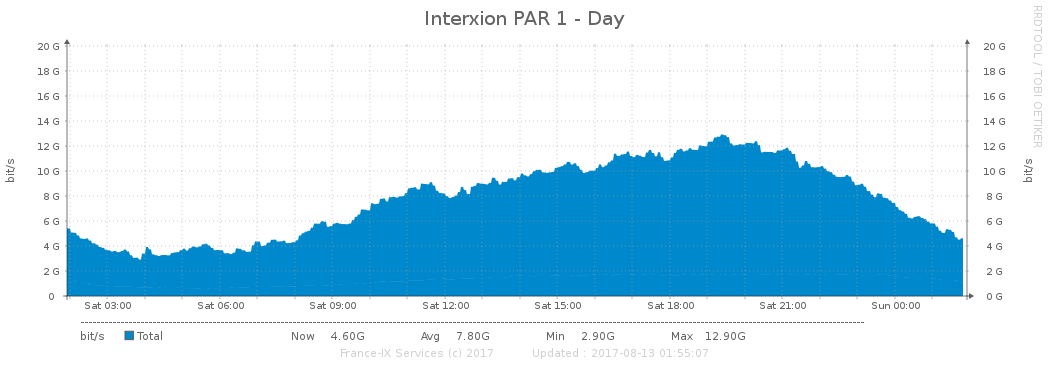 Interxion PAR 1 - Day
RRDTOOL / TOBI OETIKER
20 G 20 G
18 G 18 G
16 G 16 G
14 G 14 G
12 G 12 G
10 G 10 G
8 G 8 G
6 G 6 G
4 G 4 G
2 G 2 G
0 0 G
bit/s
bit/s
Sat 03:00 Sat 06:00 Sat 09:00 Sat 12:00 Sat 15:00 Sat 18:00 Sat 21:00 Sun 00:00
bit/s Total Now 4.60G Avg 7.80G Min 2.90G Max 12.90G
France-IX Services (c) 2017 Updated : 2017-08-13 01:55:07